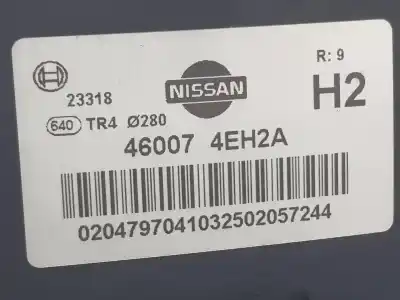 R: 9
23318
NISSAN
H2
640 TR4 Ø280
46007 4EH2A
0204797041032502057244